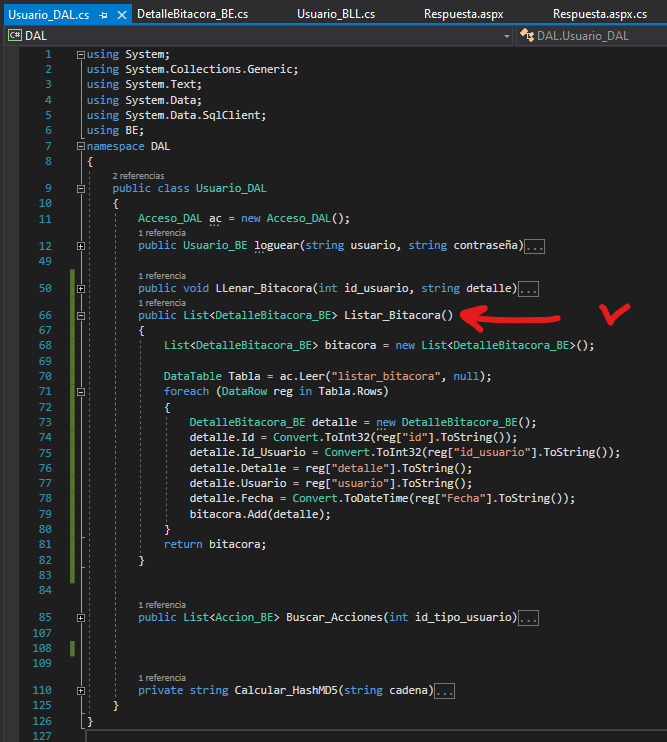 Usuario_DAL.cs DetalleBitacora_BE.cs Usuario_BLL.cs Respuesta.aspx Respuesta.aspx.cs
C# DAL DAL.Usuario_DAL
1 using System;
2 using System.Collections.Generic;
3 using System.Text;
4 using System.Data;
5 using System.Data.SqlClient;
6 using BE;
7 namespace DAL
8 {
2 referencias
9 public class Usuario_DAL
10 {
11 Acceso_DAL ac = new Acceso_DAL();
1 referencia
12 public Usuario_BE loguear(string usuario, string contraseña)...
49
1 referencia
50 public void LLenar_Bitacora(int id_usuario, string detalle)...
1 referencia
66 public List<DetalleBitacora_BE> Listar_Bitacora()
67 {
68 List<DetalleBitacora_BE> bitacora = new List<DetalleBitacora_BE>();
69
70 DataTable Tabla = ac.Leer("listar_bitacora", null);
71 foreach (DataRow reg in Tabla.Rows)
72 {
73 DetalleBitacora_BE detalle = new DetalleBitacora_BE();
74 detalle.Id = Convert.ToInt32(reg["id"].ToString());
75 detalle.Id_Usuario = Convert.ToInt32(reg["id_usuario"].ToString());
76 detalle.Detalle = reg["detalle"].ToString();
77 detalle.Usuario = reg["usuario"].ToString();
78 detalle.Fecha = Convert.ToDateTime(reg["Fecha"].ToString());
79 bitacora.Add(detalle);
80 }
81 return bitacora;
82 }
83
84
1 referencia
85 public List<Accion_BE> Buscar_Acciones(int id_tipo_usuario)...
107
108
109
1 referencia
110 private string Calcular_HashMD5(string cadena)...
125 }
126 }
127